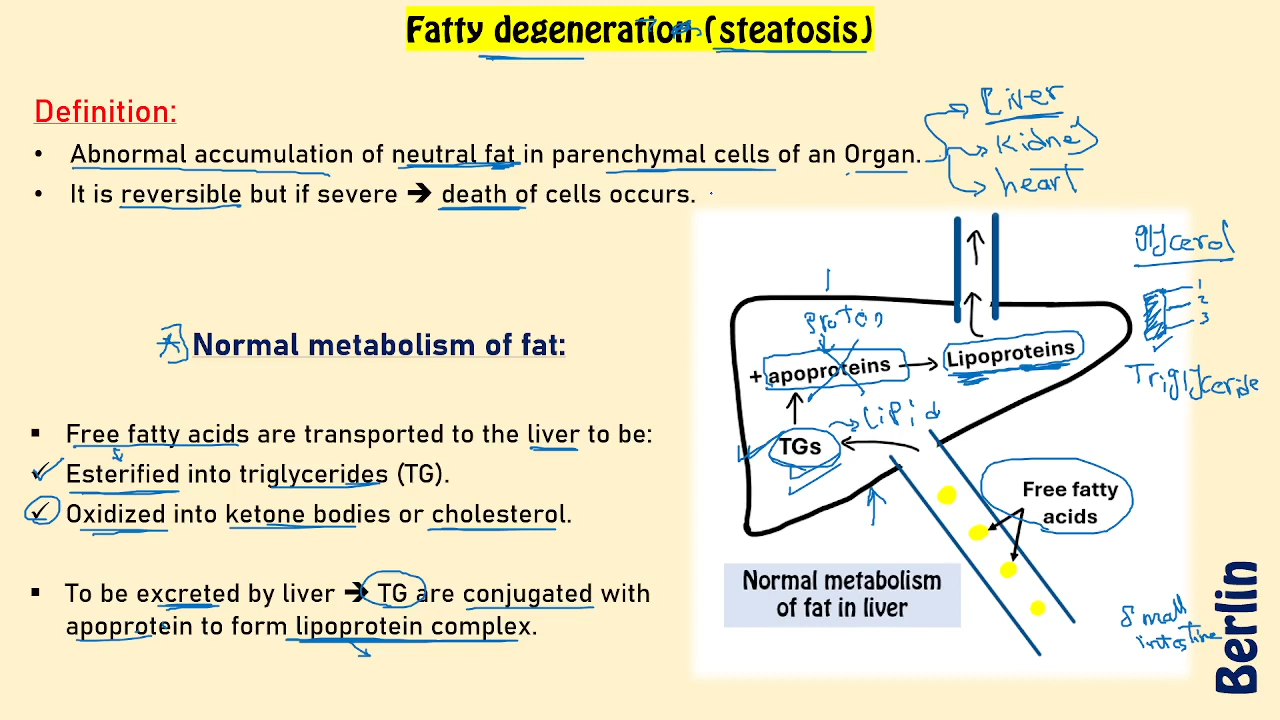 Fatty degeneration (steatosis)
Definition:
• Abnormal accumulation of neutral fat in parenchymal cells of an Organ.
Liver
kidney
heart
• It is reversible but if severe ➔ death of cells occurs.
Normal metabolism of fat:
▪ Free fatty acids are transported to the liver to be:
✓ Esterified into triglycerides (TG).
✓ Oxidized into ketone bodies or cholesterol.
▪ To be excreted by liver ➔ TG are conjugated with
apoprotein to form lipoprotein complex.
glycerol
1
2
3
Triglyceride
+ apoproteins
Lipoproteins
TGs
Lipid
Free fatty
acids
Normal metabolism
of fat in liver
small
Berlin